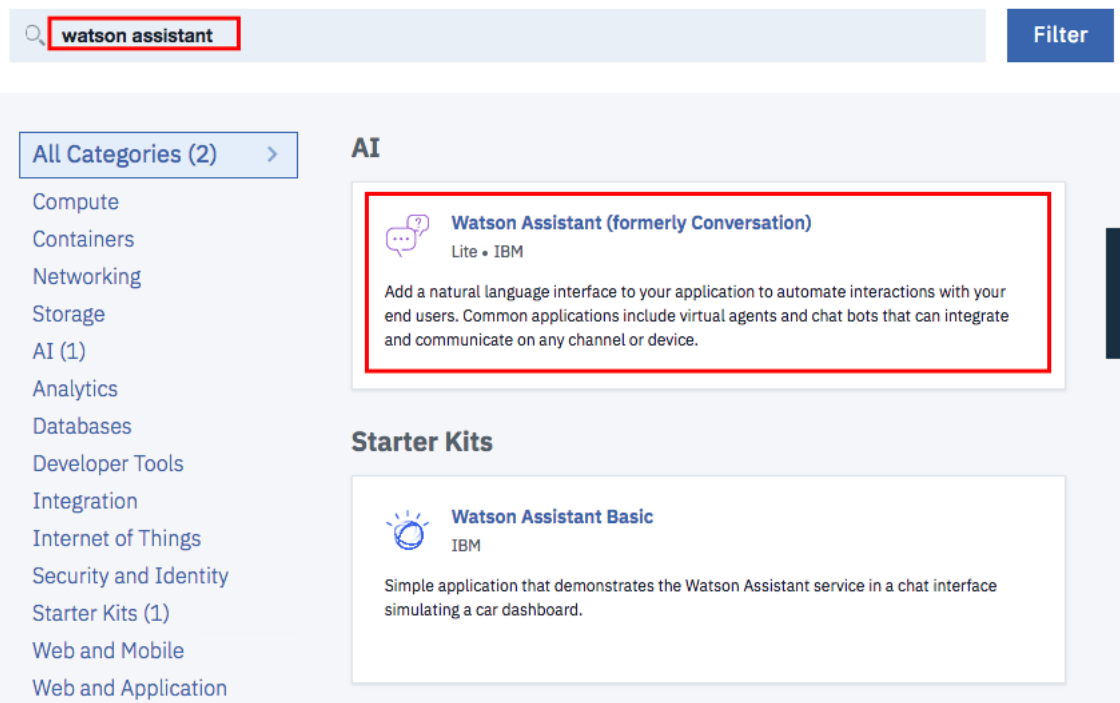 watson assistant
Filter
All Categories (2)
Compute
Containers
Networking
Storage
AI (1)
Analytics
Databases
Developer Tools
Integration
Internet of Things
Security and Identity
Starter Kits (1)
Web and Mobile
Web and Application
AI
Watson Assistant (formerly Conversation)
Lite • IBM
Add a natural language interface to your application to automate interactions with your
end users. Common applications include virtual agents and chat bots that can integrate
and communicate on any channel or device.
Starter Kits
Watson Assistant Basic
IBM
Simple application that demonstrates the Watson Assistant service in a chat interface
simulating a car dashboard.